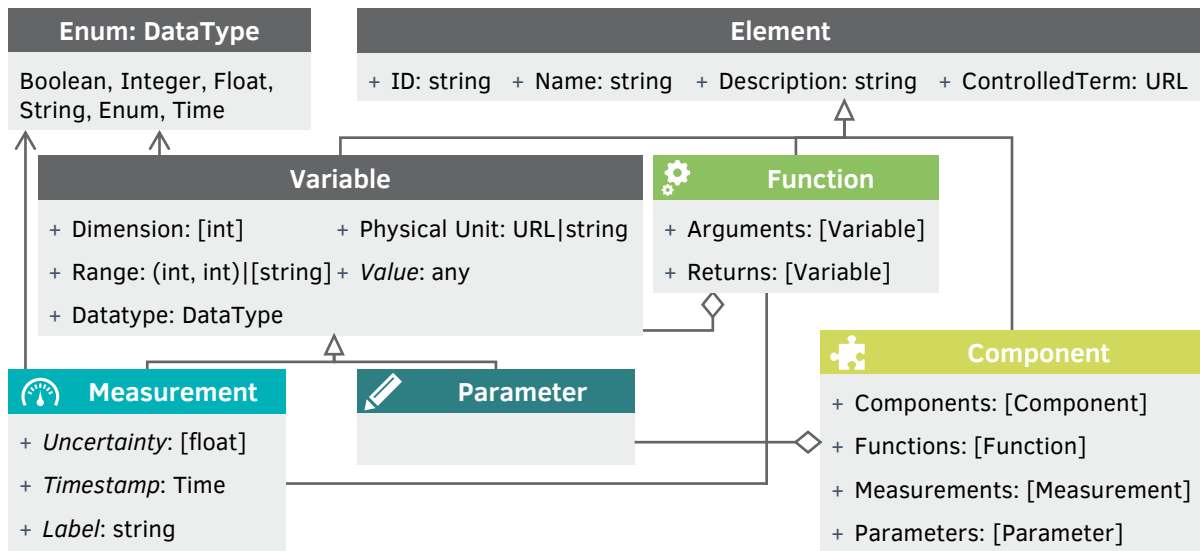 Enum: DataType
Boolean, Integer, Float,
String, Enum, Time
Element
+ ID: string + Name: string + Description: string + ControlledTerm: URL
Variable
+ Dimension: [int] + Physical Unit: URL|string
+ Range: (int, int)|[string] + Value: any
+ Datatype: DataType
Function
+ Arguments: [Variable]
+ Returns: [Variable]
Measurement
+ Uncertainty: [float]
+ Timestamp: Time
+ Label: string
Parameter
Component
+ Components: [Component]
+ Functions: [Function]
+ Measurements: [Measurement]
+ Parameters: [Parameter]